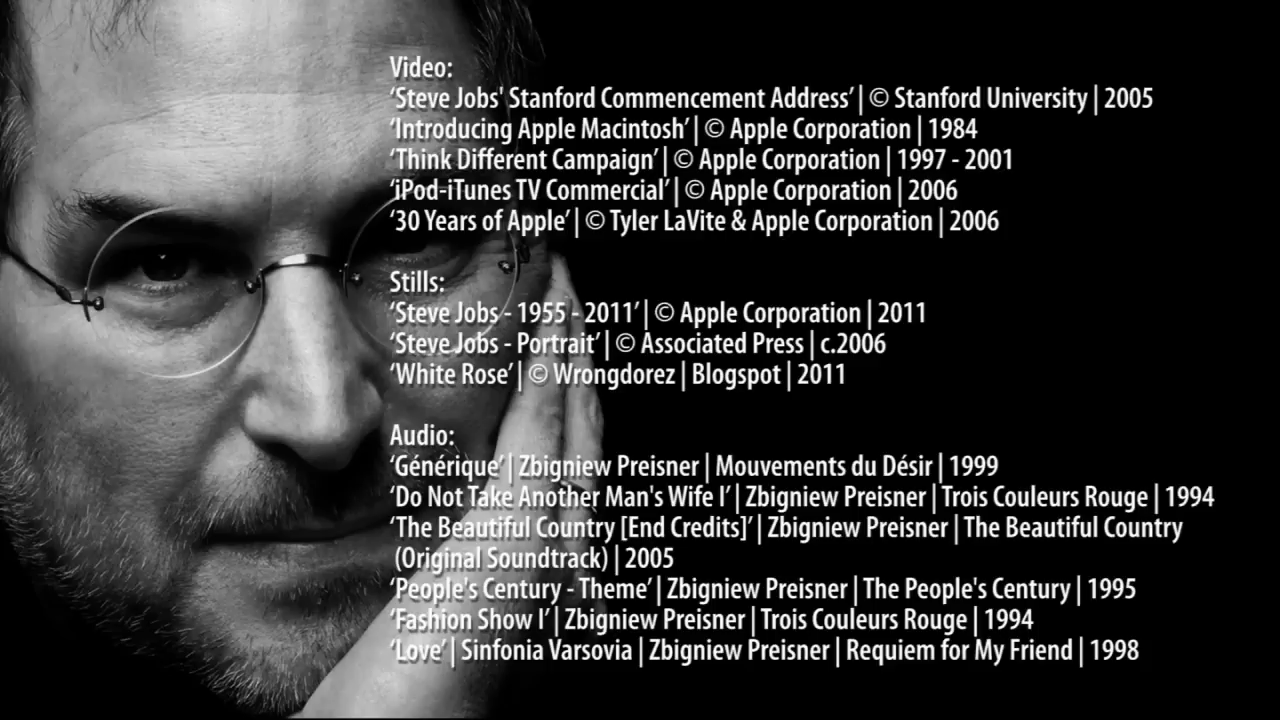 Video:
‘Steve Jobs' Stanford Commencement Address’ | © Stanford University | 2005
‘Introducing Apple Macintosh’ | © Apple Corporation | 1984
‘Think Different Campaign’ | © Apple Corporation | 1997 - 2001
‘iPod-iTunes TV Commercial’ | © Apple Corporation | 2006
‘30 Years of Apple’ | © Tyler LaVite & Apple Corporation | 2006
Stills:
‘Steve Jobs - 1955 - 2011’ | © Apple Corporation | 2011
‘Steve Jobs - Portrait’ | © Associated Press | c.2006
‘White Rose’ | © Wrongdorez | Blogspot | 2011
Audio:
‘Générique’ | Zbigniew Preisner | Mouvements du Désir | 1999
‘Do Not Take Another Man's Wife I’ | Zbigniew Preisner | Trois Couleurs Rouge | 1994
‘The Beautiful Country [End Credits]’ | Zbigniew Preisner | The Beautiful Country
(Original Soundtrack) | 2005
‘People's Century - Theme’ | Zbigniew Preisner | The People's Century | 1995
‘Fashion Show I’ | Zbigniew Preisner | Trois Couleurs Rouge | 1994
‘Love’ | Sinfonia Varsovia | Zbigniew Preisner | Requiem for My Friend | 1998